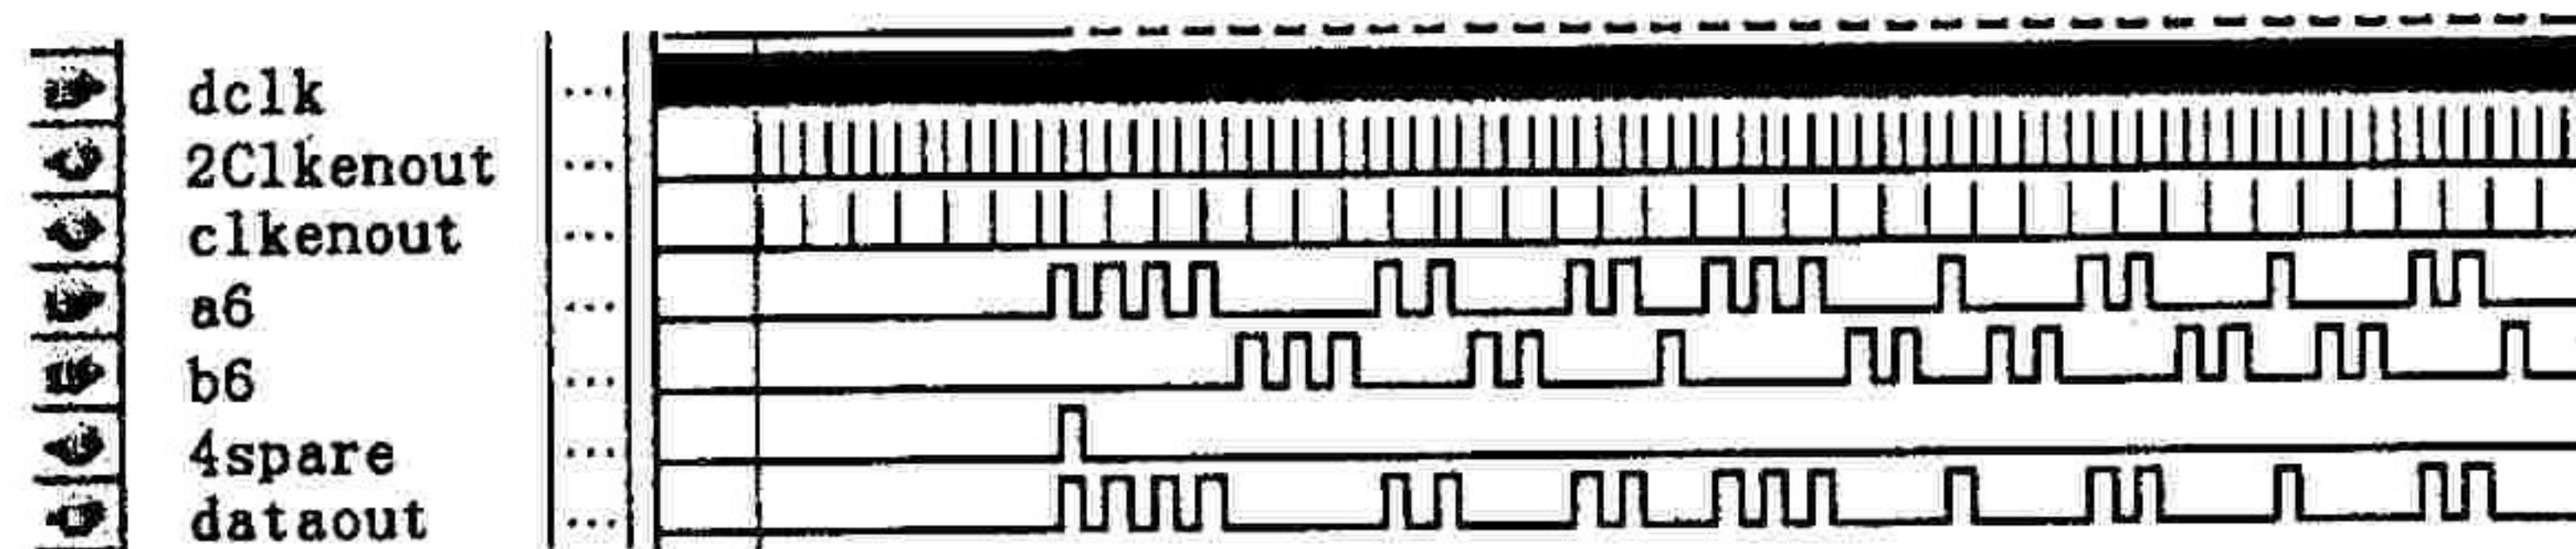 dclk ...
2Clkenout ...
clkenout ...
a6 ...
b6 ...
4spare ...
dataout ...